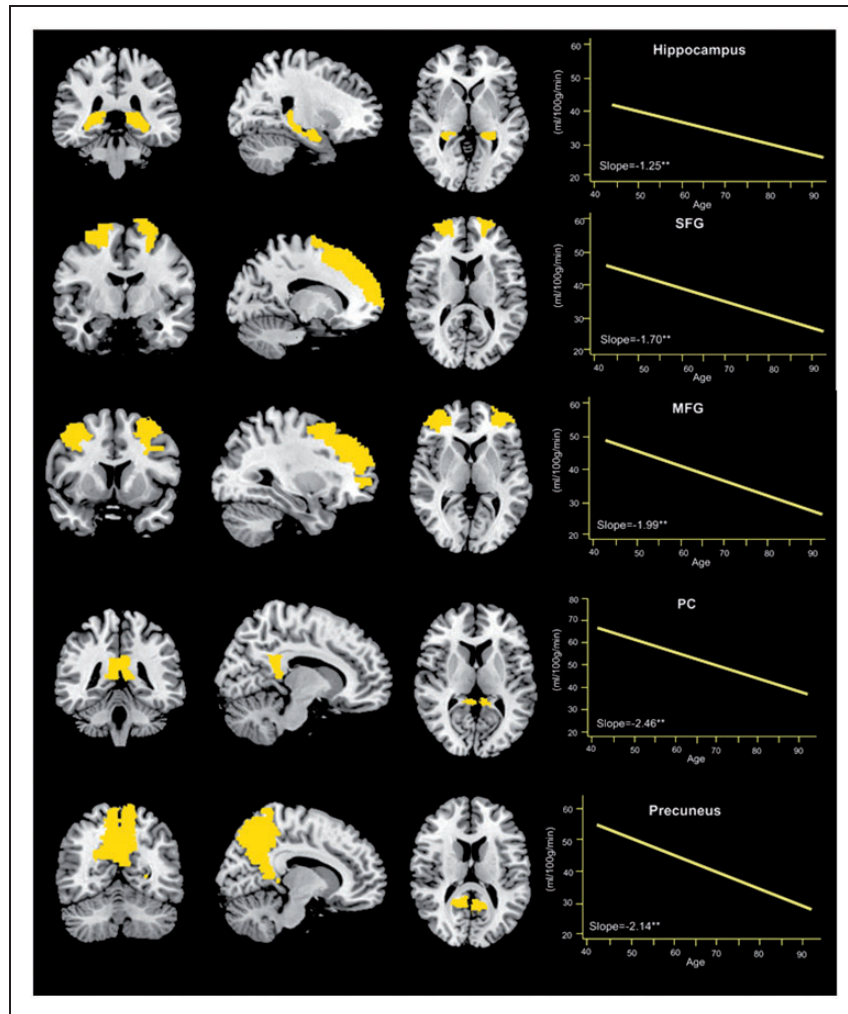 Hippocampus
(ml/100g/min)
60
50
40
30
20
Slope=-1.25**
40 50 60 70 80 90
Age
SFG
(ml/100g/min)
60
50
40
30
20
Slope=-1.70**
40 50 60 70 80 90
Age
MFG
(ml/100g/min)
60
50
40
30
20
Slope=-1.99**
40 50 60 70 80 90
Age
PC
(ml/100g/min)
80
70
60
50
40
30
20
Slope=-2.46**
40 50 60 70 80 90
Age
Precuneus
(ml/100g/min)
60
50
40
30
20
Slope=-2.14**
40 50 60 70 80 90
Age